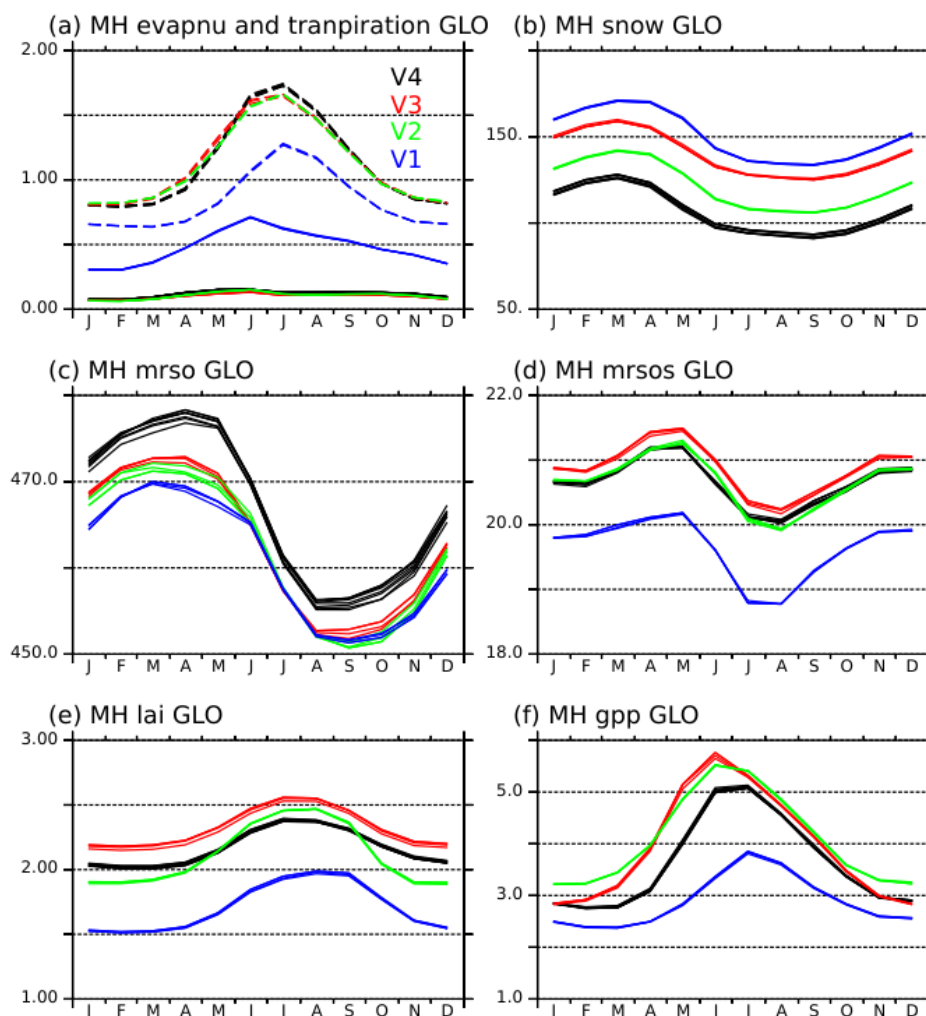 (a) MH evapnu and tranpiration GLO
2.00
1.00
0.00
V4
V3
V2
V1
J F M A M J J A S O N D
(b) MH snow GLO
150.
50.
J F M A M J J A S O N D
(c) MH mrso GLO
470.0
450.0
J F M A M J J A S O N D
(d) MH mrsos GLO
22.0
20.0
18.0
J F M A M J J A S O N D
(e) MH lai GLO
3.00
2.00
1.00
J F M A M J J A S O N D
(f) MH gpp GLO
5.0
3.0
1.0
J F M A M J J A S O N D